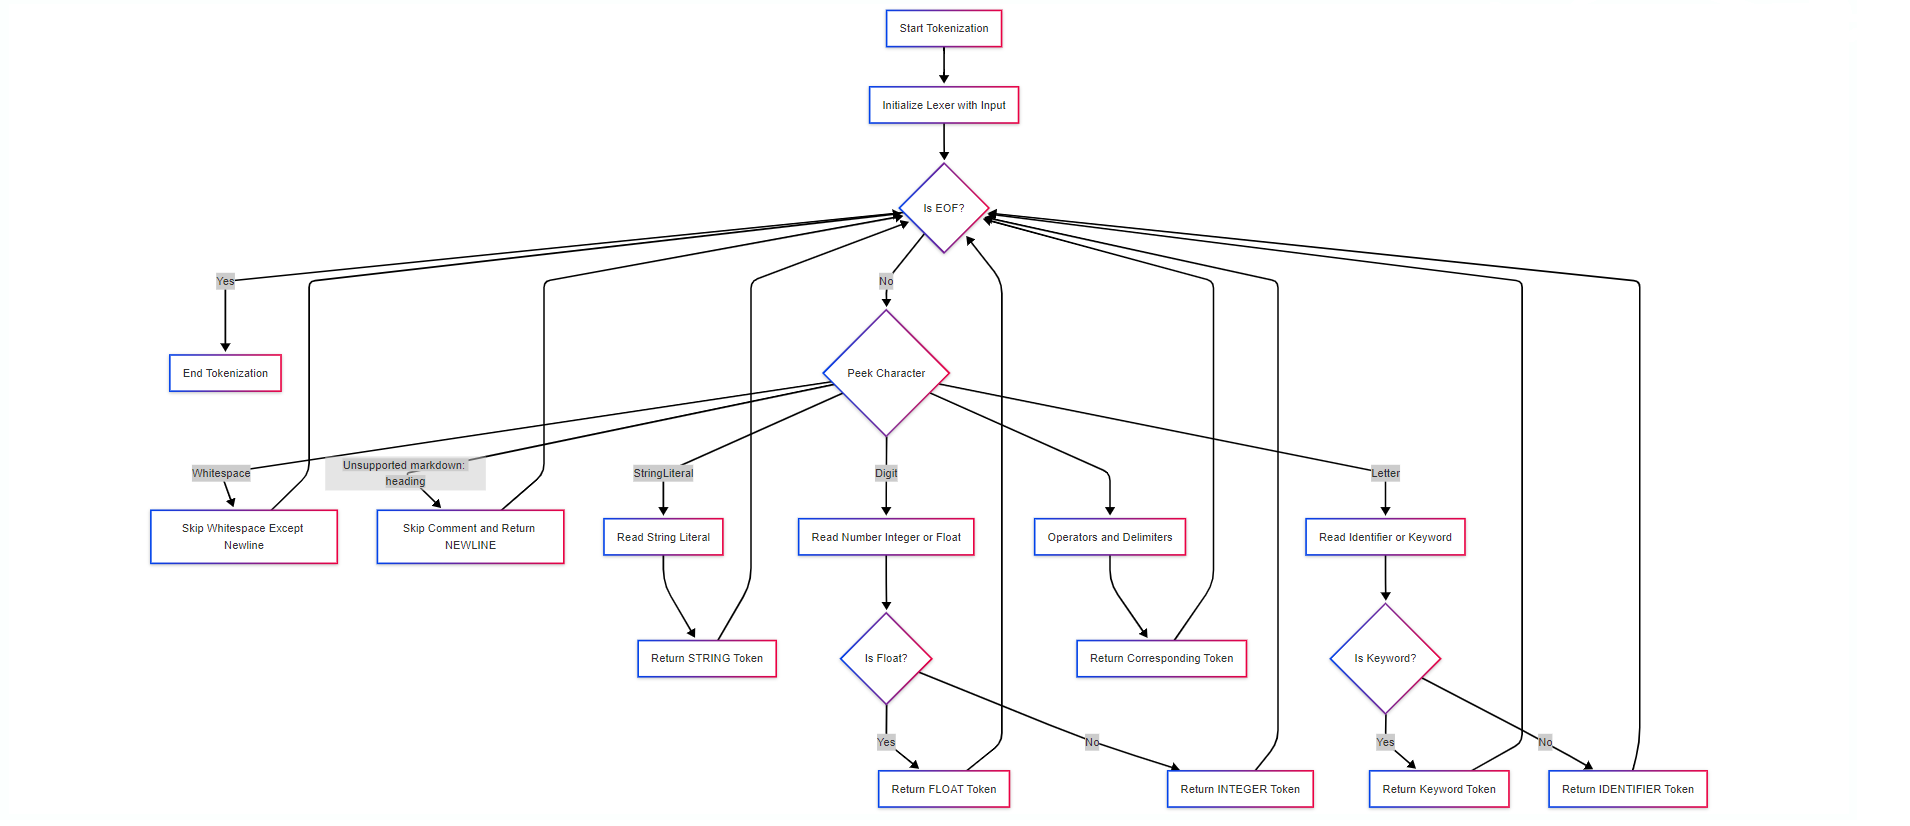 Start Tokenization
Initialize Lexer with Input
Is EOF?
Yes
No
End Tokenization
Peek Character
Whitespace
Unsupported markdown:
heading
StringLiteral
Digit
Letter
Skip Whitespace Except
Newline
Skip Comment and Return
NEWLINE
Read String Literal
Read Number Integer or Float
Operators and Delimiters
Read Identifier or Keyword
Return STRING Token
Is Float?
Return Corresponding Token
Is Keyword?
Yes
No
Yes
No
Return FLOAT Token
Return INTEGER Token
Return Keyword Token
Return IDENTIFIER Token